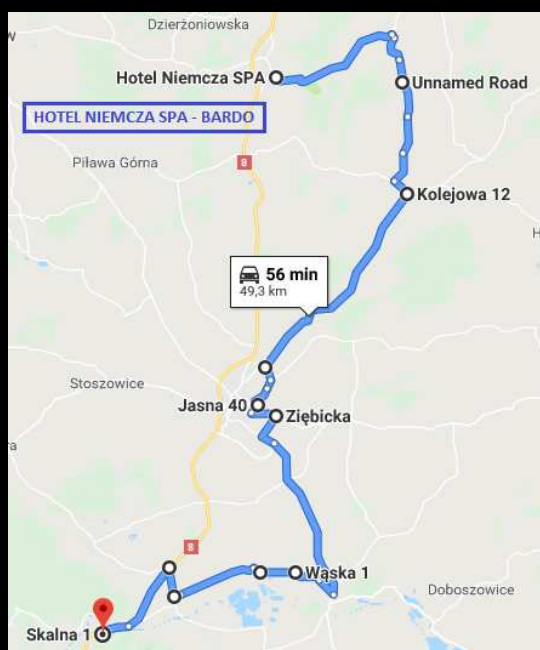 Dzierżoniowska
Hotel Niemcza SPA
Unnamed Road
HOTEL NIEMCZA SPA - BARDO
Piława Górna
8
Kolejowa 12
56 min
49,3 km
Stoszowice
Jasna 40
Ziębicka
8
Wąska 1
Doboszowice
Skalna 1